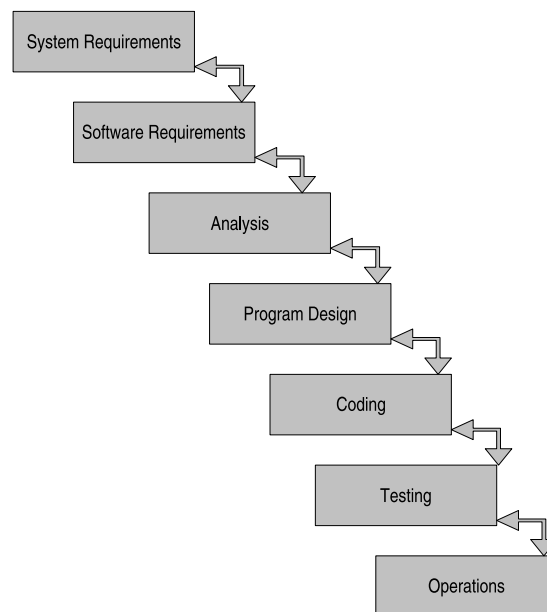 System Requirements
Software Requirements
Analysis
Program Design
Coding
Testing
Operations